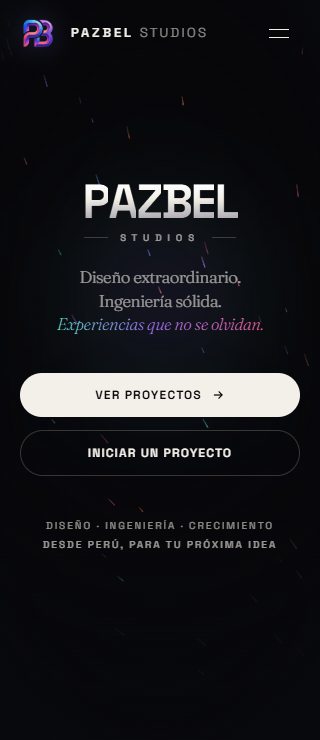 PB
PAZBEL STUDIOS
PAZBEL
STUDIOS
Diseño extraordinario.
Ingeniería sólida.
Experiencias que no se olvidan.
VER PROYECTOS →
INICIAR UN PROYECTO
DISEÑO · INGENIERÍA · CRECIMIENTO
DESDE PERÚ, PARA TU PRÓXIMA IDEA